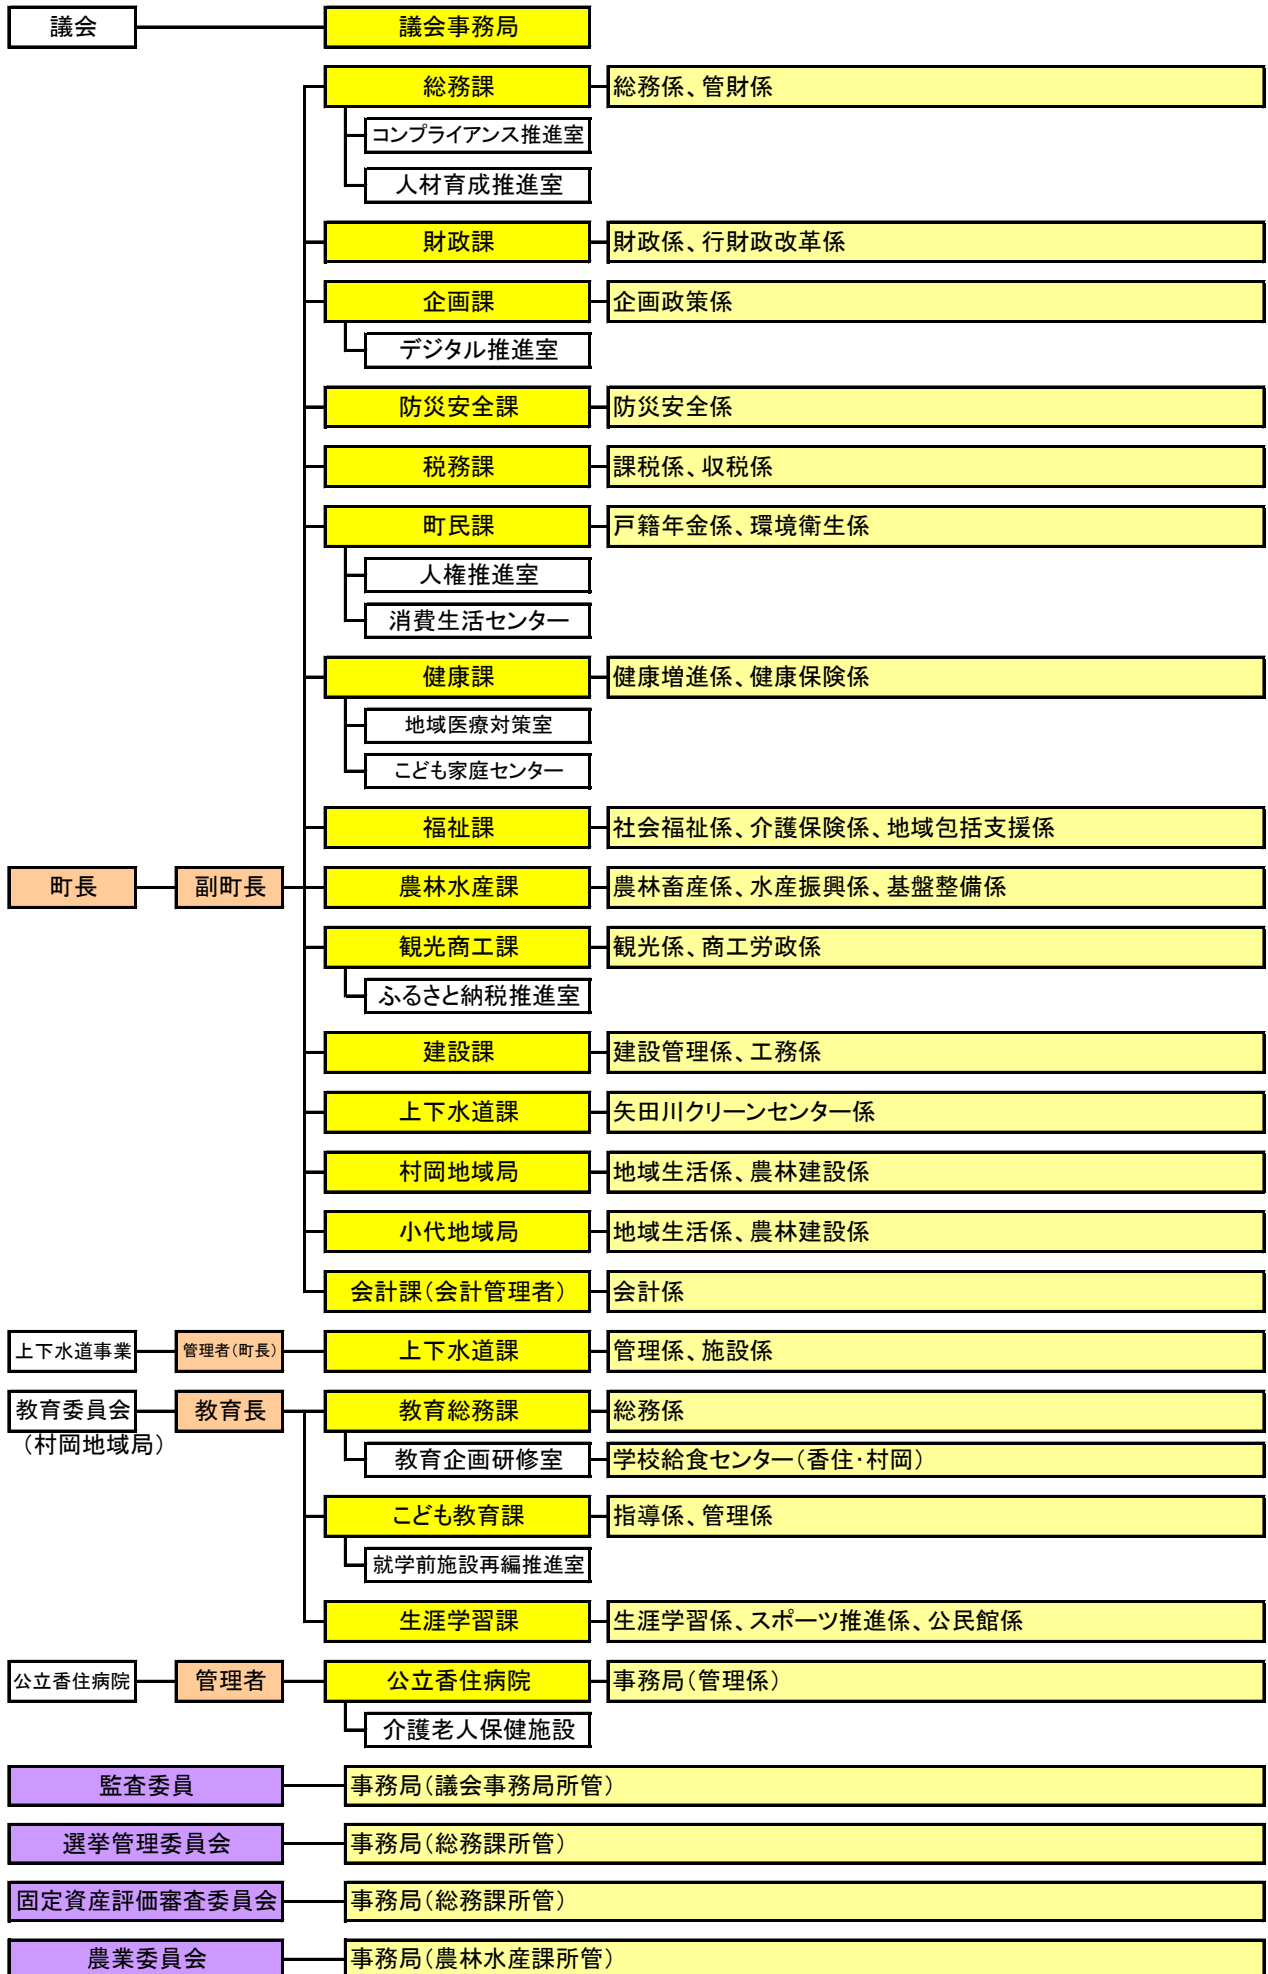 議会 議会事務局
総務課 総務係、管財係
コンプライアンス推進室
人材育成推進室
財政課 財政係、行財政改革係
企画課 企画政策係
デジタル推進室
防災安全課 防災安全係
税務課 課税係、収税係
町民課 戸籍年金係、環境衛生係
人権推進室
消費生活センター
健康課 健康増進係、健康保険係
地域医療対策室
こども家庭センター
福祉課 社会福祉係、介護保険係、地域包括支援係
町長 副町長 農林水産課 農林畜産係、水産振興係、基盤整備係
観光商工課 観光係、商工労政係
ふるさと納税推進室
建設課 建設管理係、工務係
上下水道課 矢田川クリーンセンター係
村岡地域局 地域生活係、農林建設係
小代地域局 地域生活係、農林建設係
会計課(会計管理者) 会計係
上下水道事業 管理者(町長) 上下水道課 管理係、施設係
教育委員会 教育長 教育総務課 総務係
(村岡地域局)
教育企画研修室 学校給食センター(香住・村岡)
こども教育課 指導係、管理係
就学前施設再編推進室
生涯学習課 生涯学習係、スポーツ推進係、公民館係
公立香住病院 管理者 公立香住病院 事務局(管理係)
介護老人保健施設
監査委員 事務局(議会事務局所管)
選挙管理委員会 事務局(総務課所管)
固定資産評価審査委員会 事務局(総務課所管)
農業委員会 事務局(農林水産課所管)